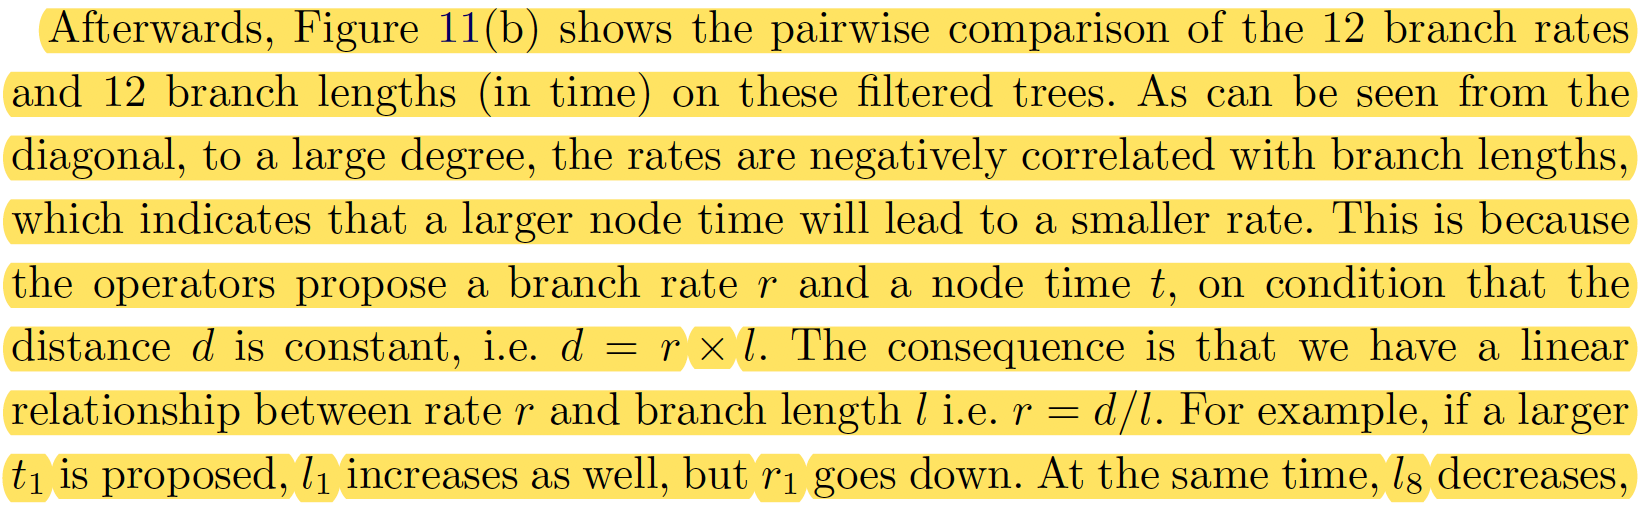 Afterwards, Figure 11(b) shows the pairwise comparison of the 12 branch rates
and 12 branch lengths (in time) on these filtered trees. As can be seen from the
diagonal, to a large degree, the rates are negatively correlated with branch lengths,
which indicates that a larger node time will lead to a smaller rate. This is because
the operators propose a branch rate r and a node time t, on condition that the
distance d is constant, i.e. d = r × l. The consequence is that we have a linear
relationship between rate r and branch length l i.e. r = d/l. For example, if a larger
t₁ is proposed, l₁ increases as well, but r₁ goes down. At the same time, l₈ decreases,